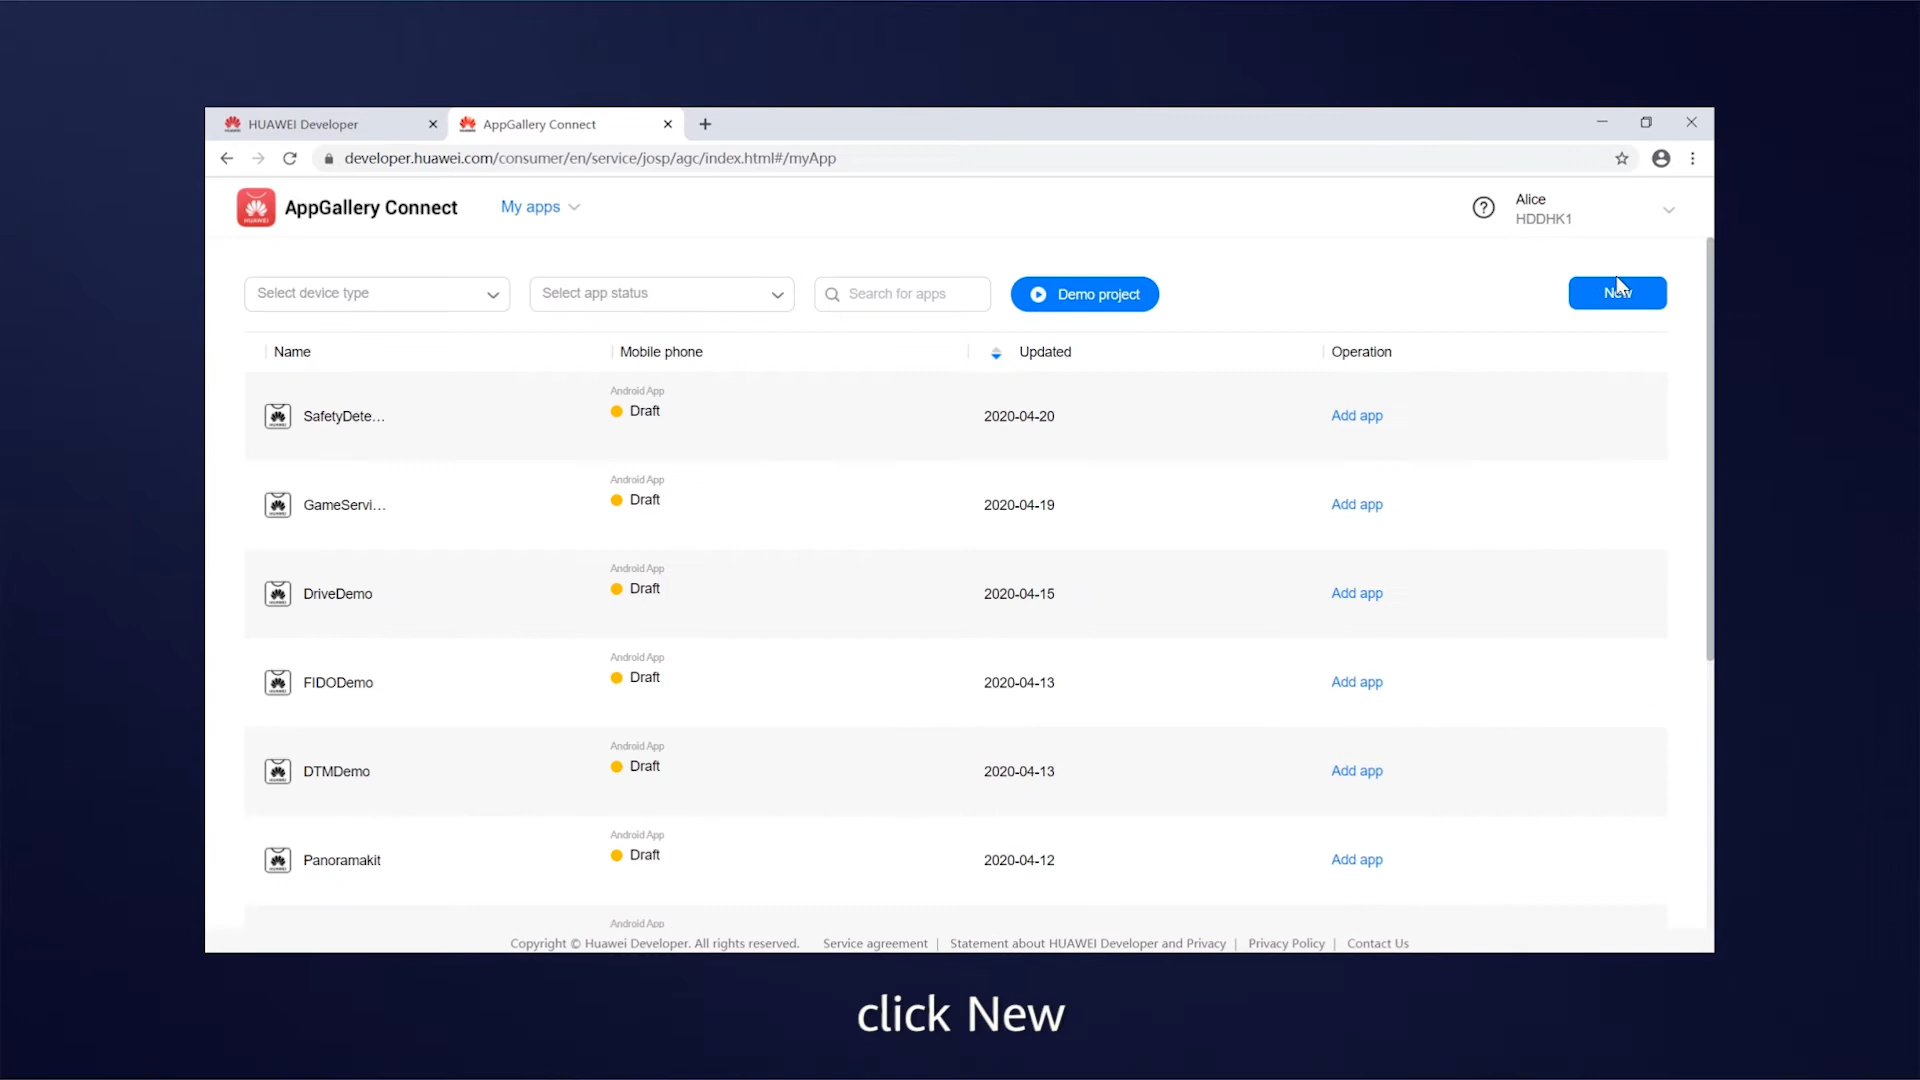 HUAWEI Developer
AppGallery Connect
developer.huawei.com/consumer/en/service/josp/agc/index.html#/myApp
HUAWEI
AppGallery Connect
My apps
Alice
HDDHK1
Select device type
Select app status
Search for apps
Demo project
New
Name
Mobile phone
Updated
Operation
Android App
SafetyDete...
Draft
2020-04-20
Add app
Android App
GameServi...
Draft
2020-04-19
Add app
Android App
DriveDemo
Draft
2020-04-15
Add app
Android App
FIDODemo
Draft
2020-04-13
Add app
Android App
DTMDemo
Draft
2020-04-13
Add app
Android App
Panoramakit
Draft
2020-04-12
Add app
Android App
Copyright © Huawei Developer. All rights reserved. Service agreement | Statement about HUAWEI Developer and Privacy | Privacy Policy | Contact Us
click New